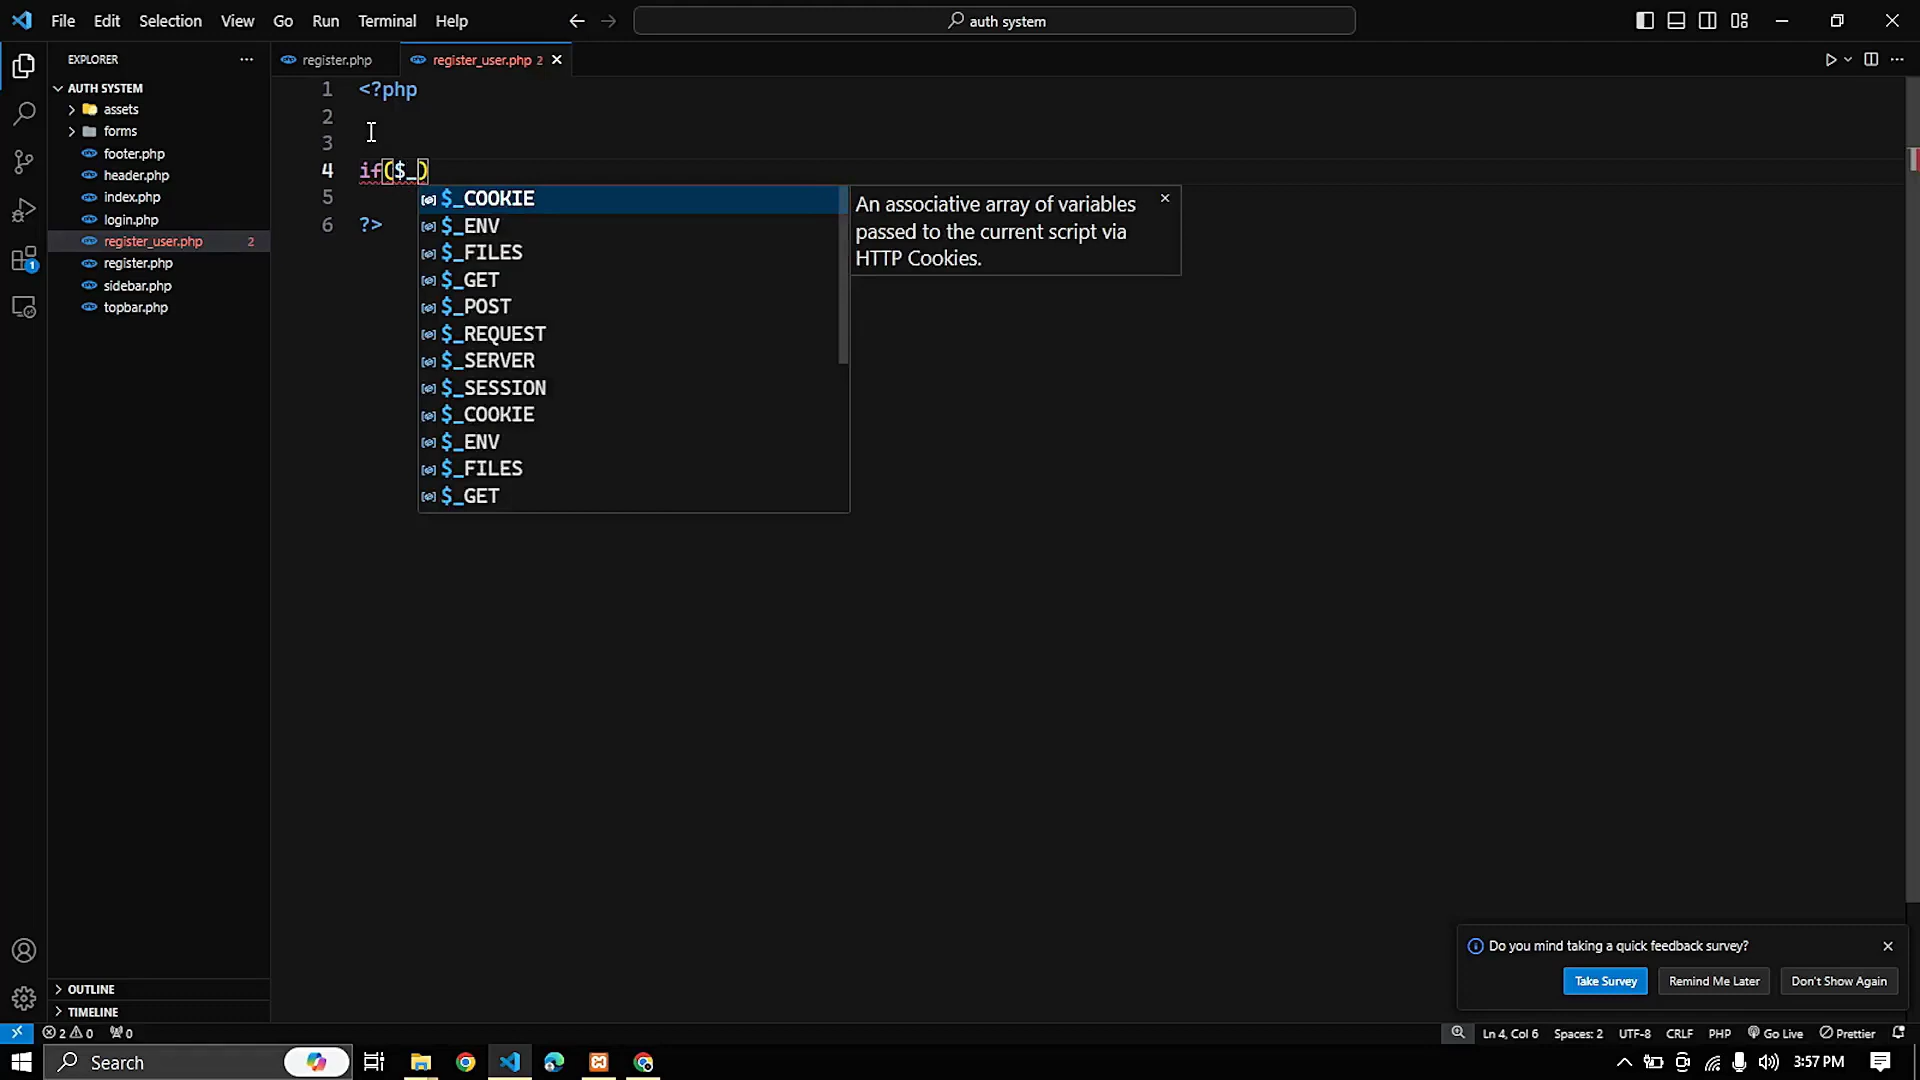 File Edit Selection View Go Run Terminal Help
auth system
EXPLORER
register.php
register_user.php 2
AUTH SYSTEM
assets
forms
footer.php
header.php
index.php
login.php
register_user.php 2
register.php
sidebar.php
topbar.php
1 <?php
2
3
4 if($_)
5
6 ?>
$_COOKIE
$_ENV
$_FILES
$_GET
$_POST
$_REQUEST
$_SERVER
$_SESSION
$_COOKIE
$_ENV
$_FILES
$_GET
An associative array of variables
passed to the current script via
HTTP Cookies.
1
Do you mind taking a quick feedback survey?
Take Survey
Remind Me Later
Don't Show Again
OUTLINE
TIMELINE
2 0 0
Ln 4, Col 6 Spaces: 2 UTF-8 CRLF PHP Go Live Prettier
Search
3:57 PM